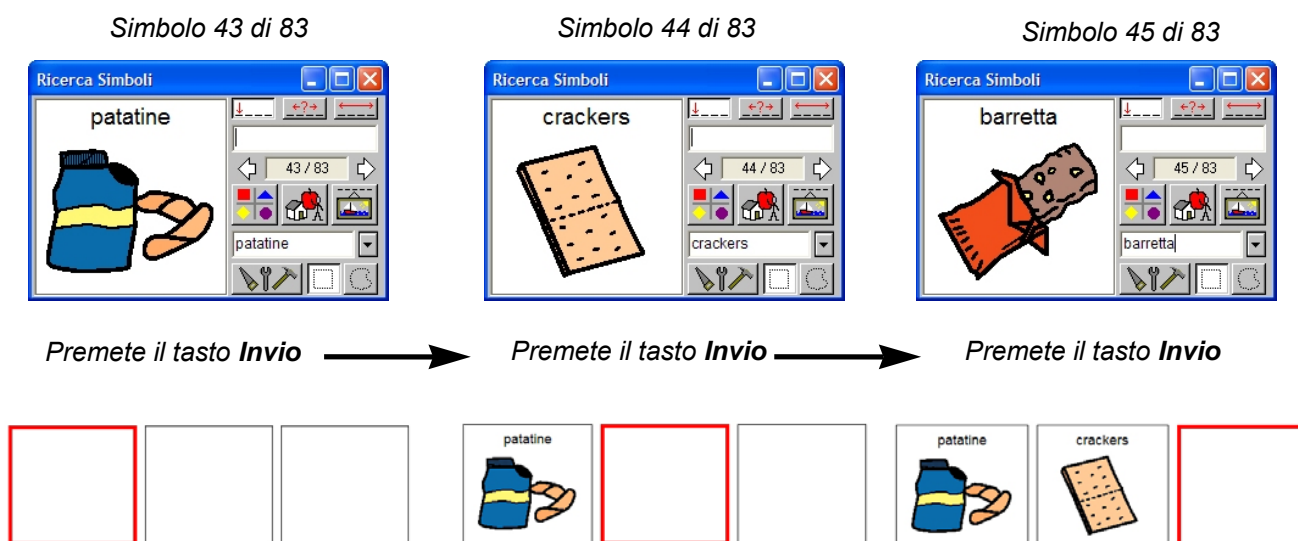 Simbolo 43 di 83
Simbolo 44 di 83
Simbolo 45 di 83
Ricerca Simboli
patatine
43 / 83
patatine
Ricerca Simboli
crackers
44 / 83
crackers
Ricerca Simboli
barretta
45 / 83
barretta
Premete il tasto Invio
Premete il tasto Invio
Premete il tasto Invio
patatine
patatine
crackers